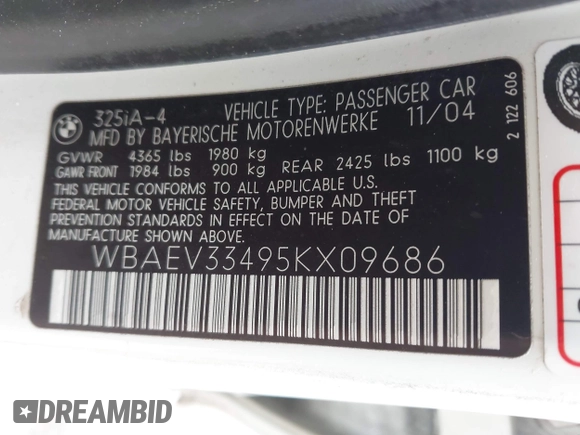 325iA-4 VEHICLE TYPE: PASSENGER CAR
MFD BY BAYERISCHE MOTORENWERKE 11/04
GVWR 4365 lbs 1980 kg
GAWR FRONT 1984 lbs 900 kg REAR 2425 lbs 1100 kg
THIS VEHICLE CONFORMS TO ALL APPLICABLE U.S.
FEDERAL MOTOR VEHICLE SAFETY, BUMPER AND THEFT
PREVENTION STANDARDS IN EFFECT ON THE DATE OF
MANUFACTURE SHOWN ABOVE.
WBAEV33495KX09686
2 122 606
DREAMBID